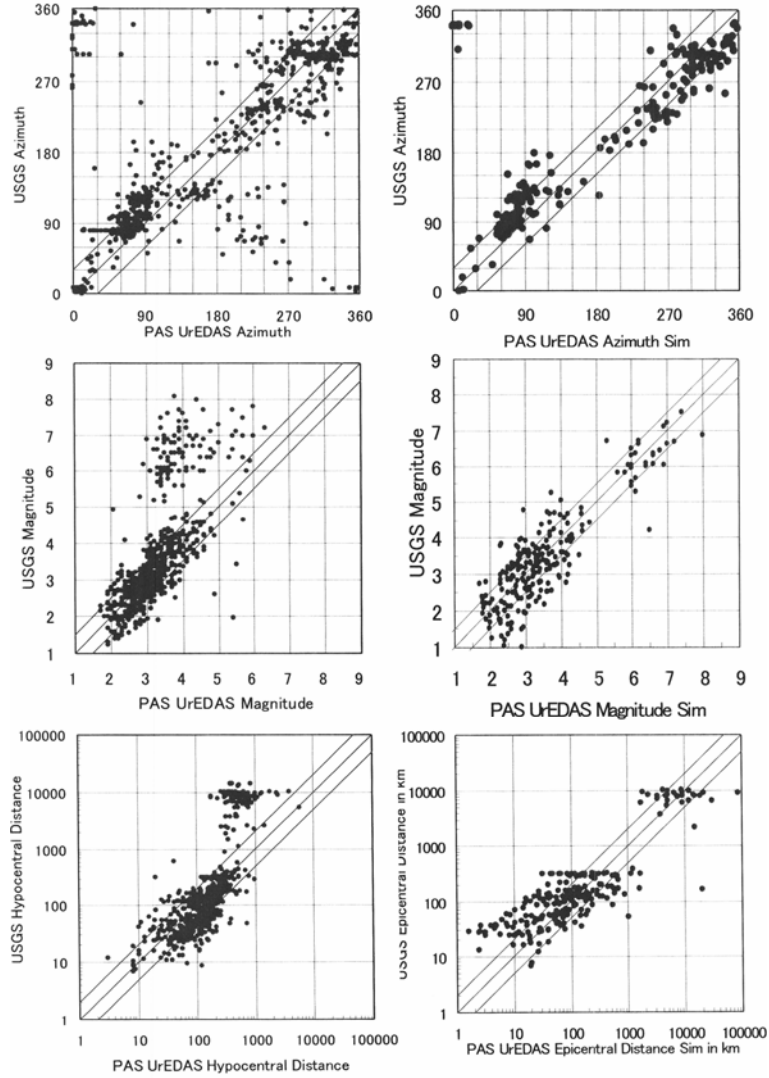 360
270
180
90
0
USGS Azimuth
0 90 180 270 360
PAS UrEDAS Azimuth
360
270
180
90
0
USGS Azimuth
0 90 180 270 360
PAS UrEDAS Azimuth Sim
9
8
7
6
5
4
3
2
1
USGS Magnitude
1 2 3 4 5 6 7 8 9
PAS UrEDAS Magnitude
9
8
7
6
5
4
3
2
1
USGS Magnitude
1 2 3 4 5 6 7 8 9
PAS UrEDAS Magnitude Sim
100000
10000
1000
100
10
1
USGS Hypocentral Distance
1 10 100 1000 10000 100000
PAS UrEDAS Hypocentral Distance
100000
10000
1000
100
10
1
USGS Epicentral Distance in km
1 10 100 1000 10000 100000
PAS UrEDAS Epicentral Distance Sim in km